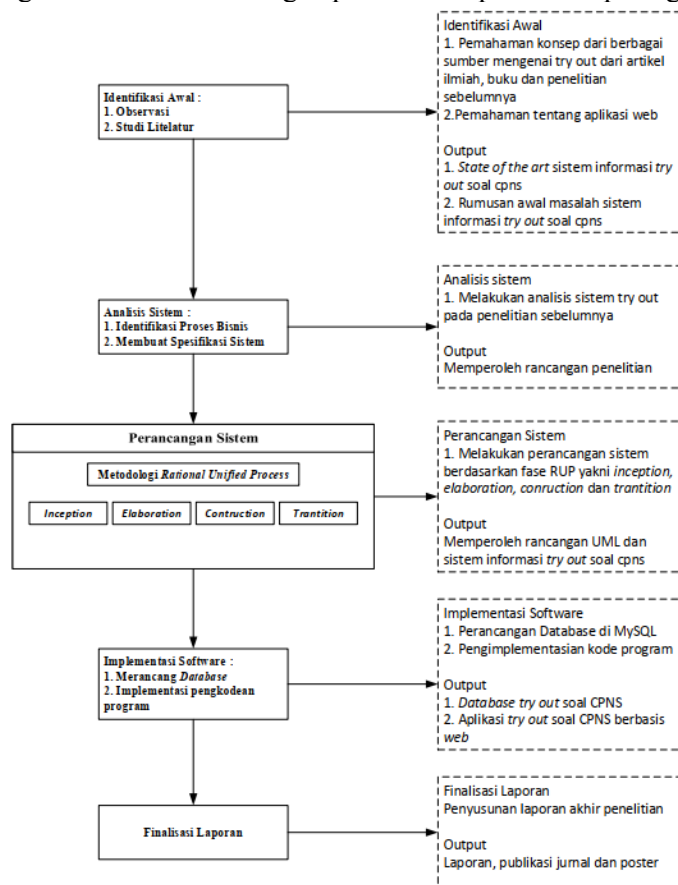 Identifikasi Awal :
1. Observasi
2. Studi Litelatur
Identifikasi Awal
1. Pemahaman konsep dari berbagai
sumber mengenai try out dari artikel
ilmiah, buku dan penelitian
sebelumnya
2.Pemahaman tentang aplikasi web
Output
1. State of the art sistem informasi try
out soal cpns
2. Rumusan awal masalah sistem
informasi try out soal cpns
Analisis Sistem :
1. Identifikasi Proses Bisnis
2. Membuat Spesifikasi Sistem
Analisis sistem
1. Melakukan analisis sistem try out
pada penelitian sebelumnya
Output
Memperoleh rancangan penelitian
Perancangan Sistem
Metodologi Rational Unified Process
Inception
Elaboration
Contruction
Trantition
Perancangan Sistem
1. Melakukan perancangan sistem
berdasarkan fase RUP yakni inception,
elaboration, conruction dan trantition
Output
Memperoleh rancangan UML dan
sistem informasi try out soal cpns
Implementasi Software :
1. Merancang Database
2. Implementasi pengkodean
program
Implementasi Software
1. Perancangan Database di MySQL
2. Pengimplementasian kode program
Output
1. Database try out soal CPNS
2. Aplikasi try out soal CPNS berbasis
web
Finalisasi Laporan
Finalisasi Laporan
Penyusunan laporan akhir penelitian
Output
Laporan, publikasi jurnal dan poster